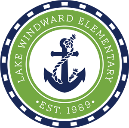 LAKE WINDWARD ELEMENTARY
• EST. 1989 •